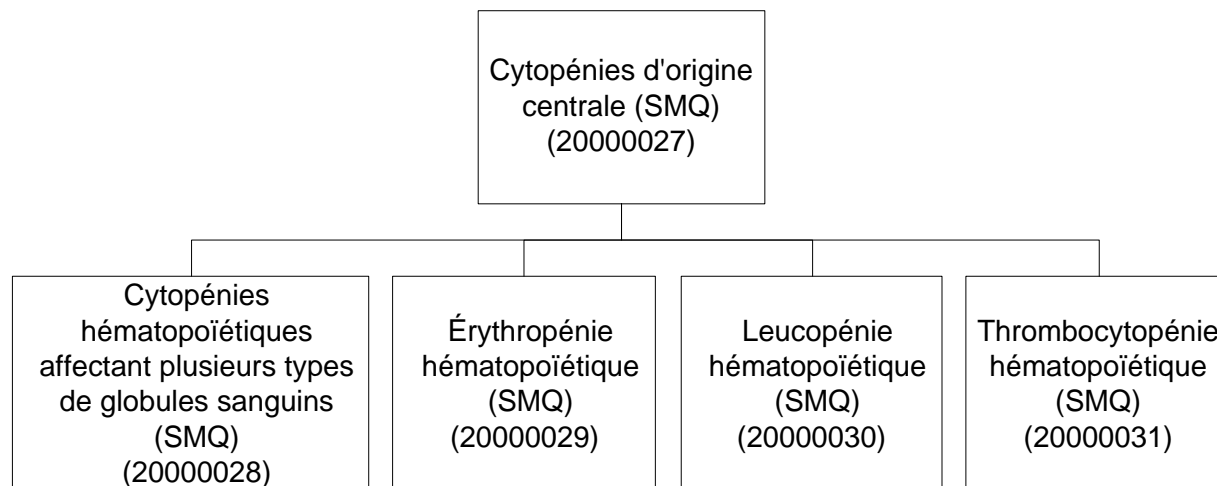 Cytopénies d'origine
centrale (SMQ)
(20000027)
Cytopénies
hématopoïétiques
affectant plusieurs types
de globules sanguins
(SMQ)
(20000028)
Érythropénie
hématopoïétique
(SMQ)
(20000029)
Leucopénie
hématopoïétique
(SMQ)
(20000030)
Thrombocytopénie
hématopoïétique
(SMQ)
(20000031)